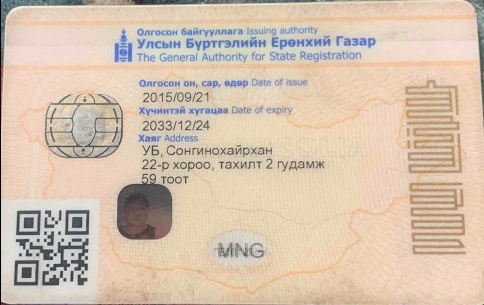 Олгосон байгууллага Issuing authority
Улсын Бүртгэлийн Ерөнхий Газар
The General Authority for State Registration
Олгосон он, сар, өдөр Date of issue
2015/09/21
Хүчинтэй хугацаа Date of expiry
2033/12/24
Хаяг Address
УБ, Сонгинохайрхан
22-р хороо, тахилт 2 гудамж
59 тоот
MNG